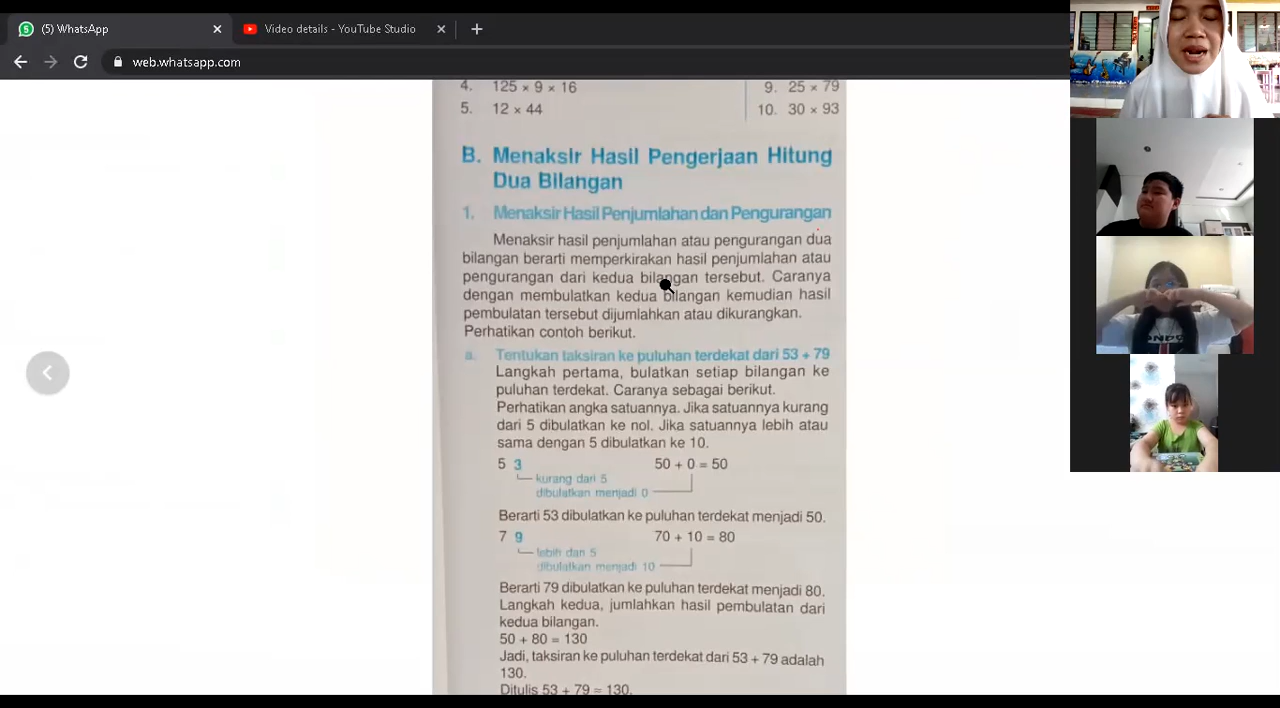 (5) WhatsApp
Video details - YouTube Studio
web.whatsapp.com
4. 125 × 9 × 16
9. 25 × 79
5. 12 × 44
10. 30 × 93
B. Menaksir Hasil Pengerjaan Hitung
Dua Bilangan
1. Menaksir Hasil Penjumlahan dan Pengurangan
Menaksir hasil penjumlahan atau pengurangan dua
bilangan berarti memperkirakan hasil penjumlahan atau
pengurangan dari kedua bilangan tersebut. Caranya
dengan membulatkan kedua bilangan kemudian hasil
pembulatan tersebut dijumlahkan atau dikurangkan.
Perhatikan contoh berikut.
a. Tentukan taksiran ke puluhan terdekat dari 53 + 79
Langkah pertama, bulatkan setiap bilangan ke
puluhan terdekat. Caranya sebagai berikut.
Perhatikan angka satuannya. Jika satuannya kurang
dari 5 dibulatkan ke nol. Jika satuannya lebih atau
sama dengan 5 dibulatkan ke 10.
5 3 50 + 0 = 50
kurang dari 5
dibulatkan menjadi 0
Berarti 53 dibulatkan ke puluhan terdekat menjadi 50.
7 9 70 + 10 = 80
lebih dari 5
dibulatkan menjadi 10
Berarti 79 dibulatkan ke puluhan terdekat menjadi 80.
Langkah kedua, jumlahkan hasil pembulatan dari
kedua bilangan.
50 + 80 = 130
Jadi, taksiran ke puluhan terdekat dari 53 + 79 adalah
130.
Ditulis 53 + 79 ≈ 130.